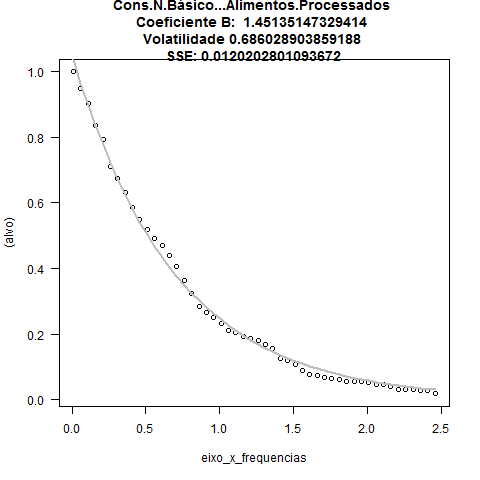 Cons.N.Básico...Alimentos.Processados
Coeficiente B: 1.45135147329414
Volatilidade 0.686028903859188
SSE: 0.0120202801093672
1.0
0.8
0.6
0.4
0.2
0.0
(alvo)
0.0 0.5 1.0 1.5 2.0 2.5
eixo_x_frequencias